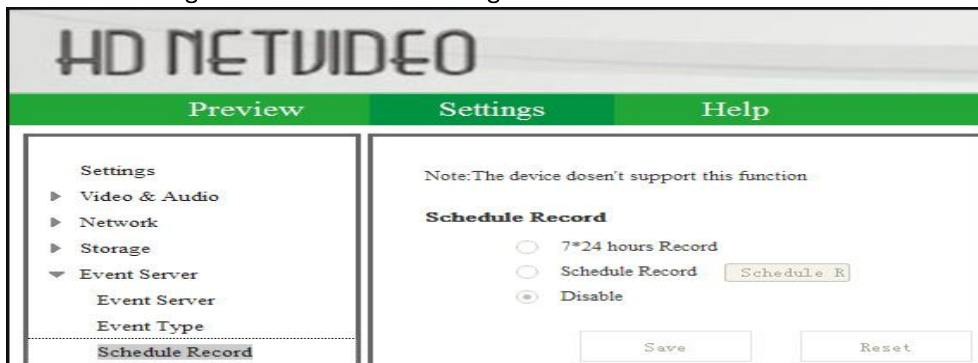 HD NETVIDEO
Preview Settings Help
Settings
Video & Audio
Network
Storage
Event Server
Event Server
Event Type
Schedule Record
Note:The device dosen't support this function
Schedule Record
7*24 hours Record
Schedule Record Schedule R
Disable
Save Reset